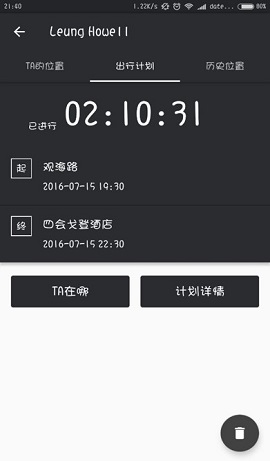 21:40
1.22K/s
date...
80%
Leung Howell
TA的位置
出行计划
历史位置
已进行 02:10:31
起 观海路
2016-07-15 19:30
终 四会戈登酒店
2016-07-15 22:30
TA在哪
计划详情